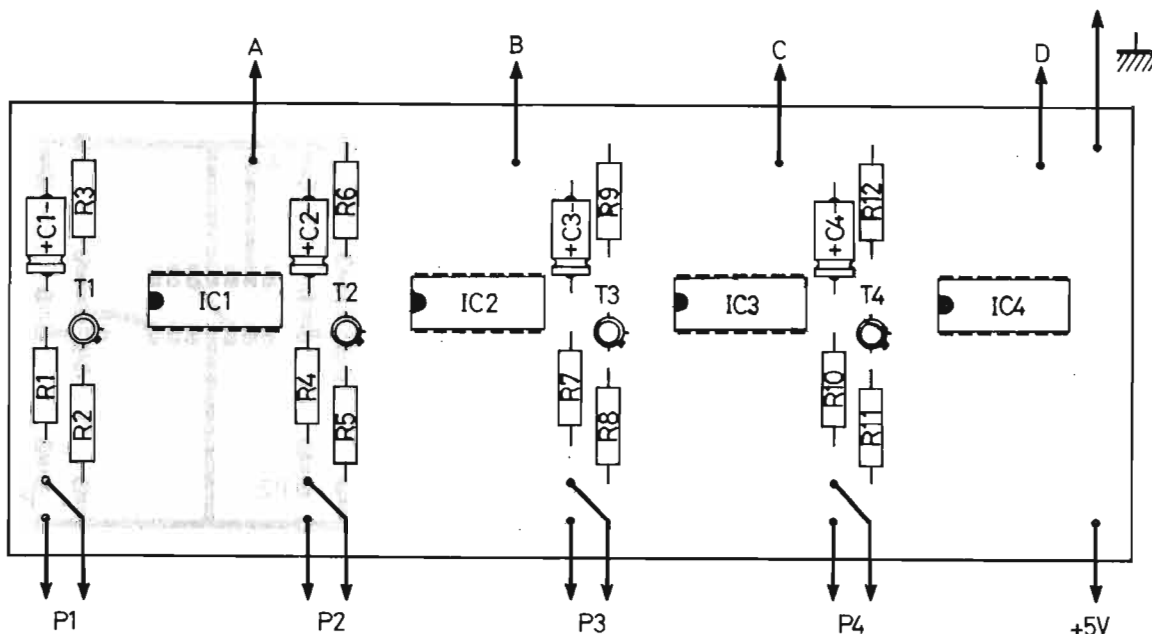 A
B
C
D
R3
R6
R9
R12
+C1-
+C2-
+C3-
+C4-
T1
T2
T3
T4
IC1
IC2
IC3
IC4
R1
R4
R7
R10
R2
R5
R8
R11
P1
P2
P3
P4
+5V